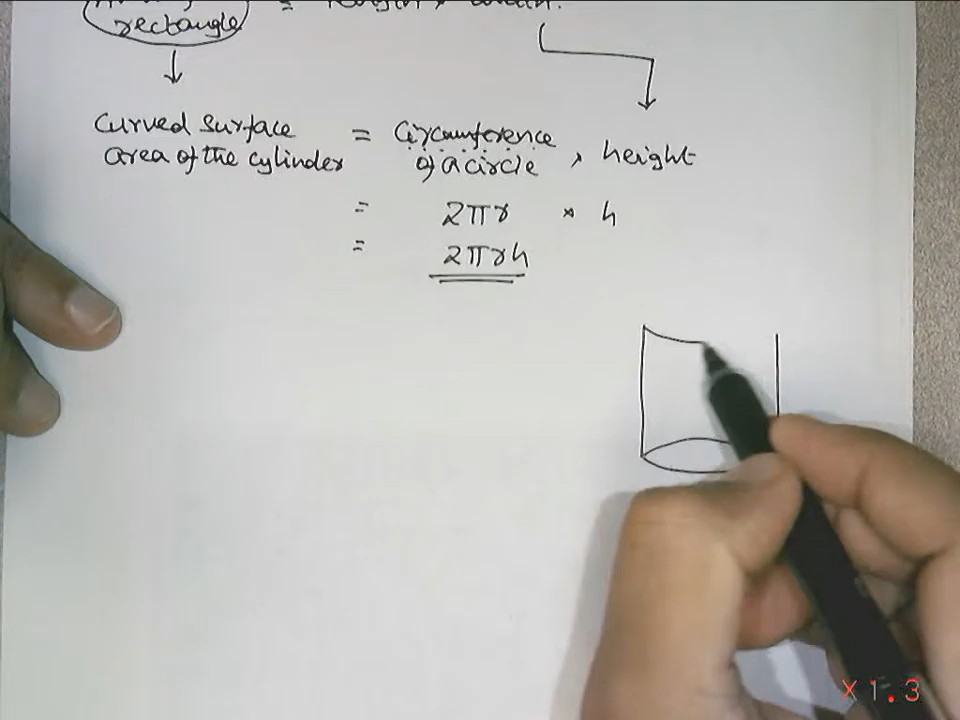 rectangle =
Curved surface = Circumference
area of the cylinder of a circle × height
= 2πr × h
= 2πrh
×1.3